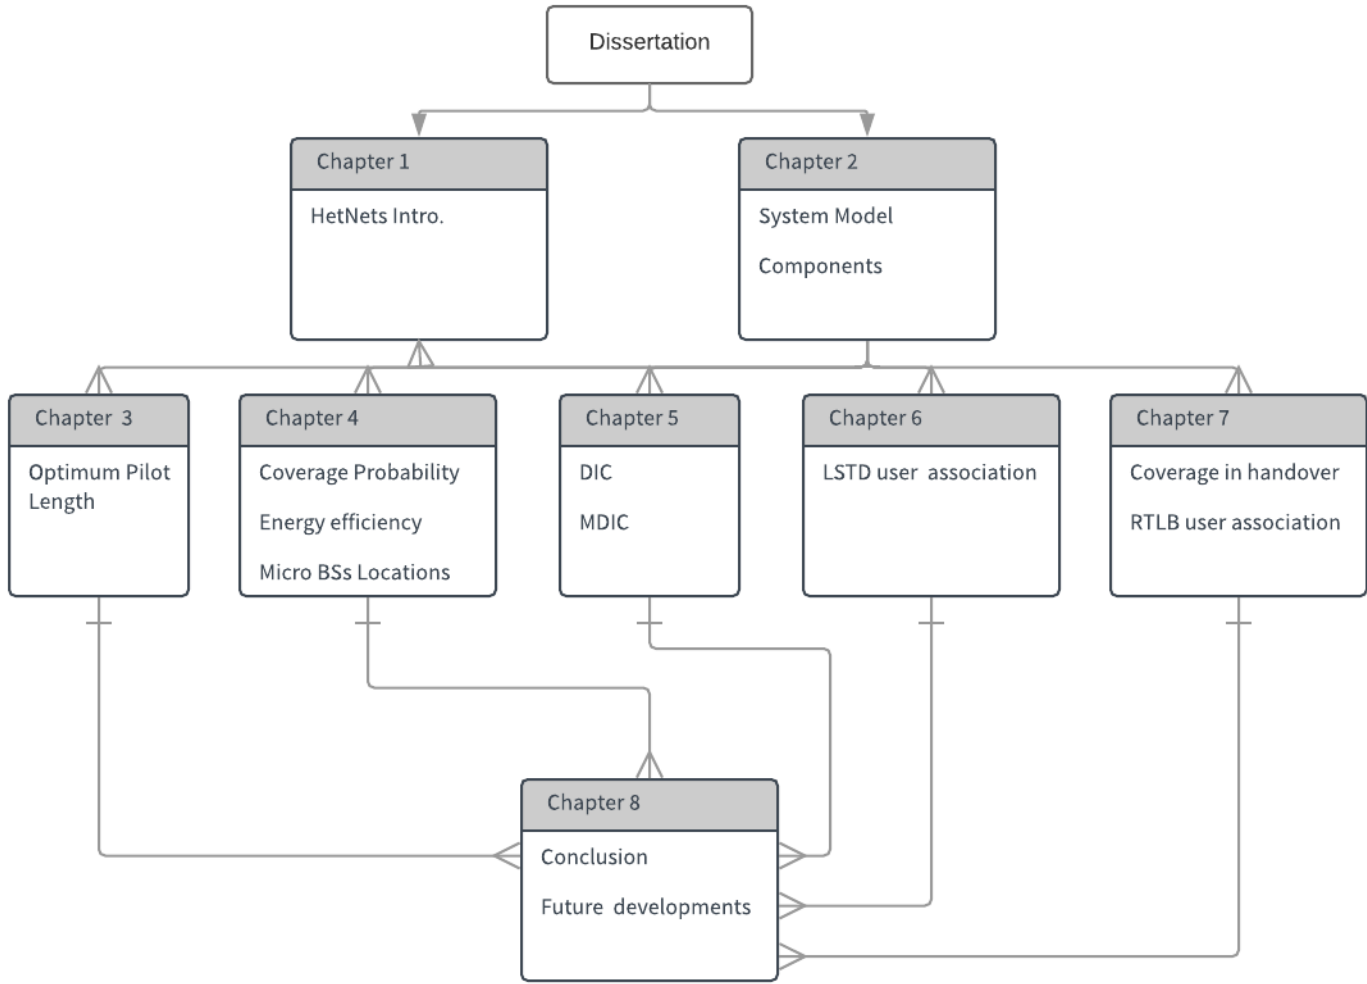 Dissertation
Chapter 1
HetNets Intro.
Chapter 2
System Model
Components
Chapter  3
Optimum Pilot
Length
Chapter 4
Coverage Probability
Energy efficiency
Micro BSs Locations
Chapter 5
DIC
MDIC
Chapter 6
LSTD user  association
Chapter 7
Coverage in handover
RTLB user association
Chapter 8
Conclusion
Future  developments